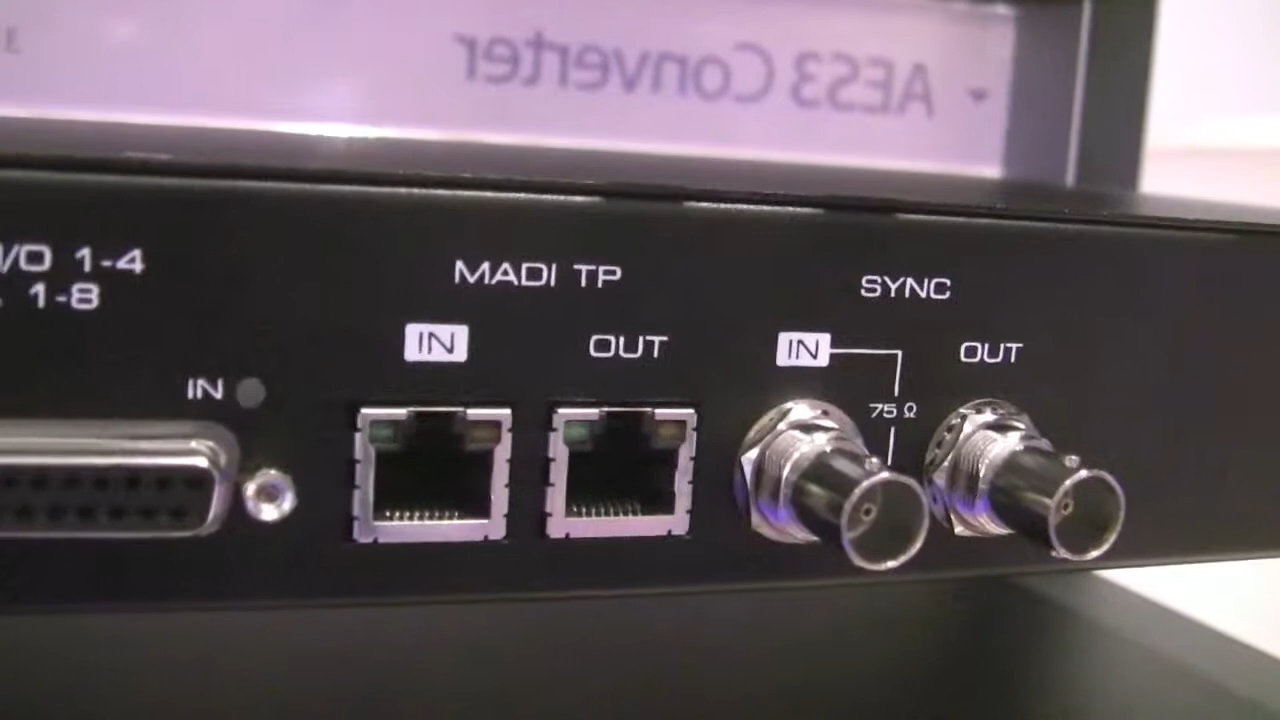 AES3 Converter
I/O 1-4
1-8
MADI TP
SYNC
IN
OUT
IN
OUT
IN
75 Ω